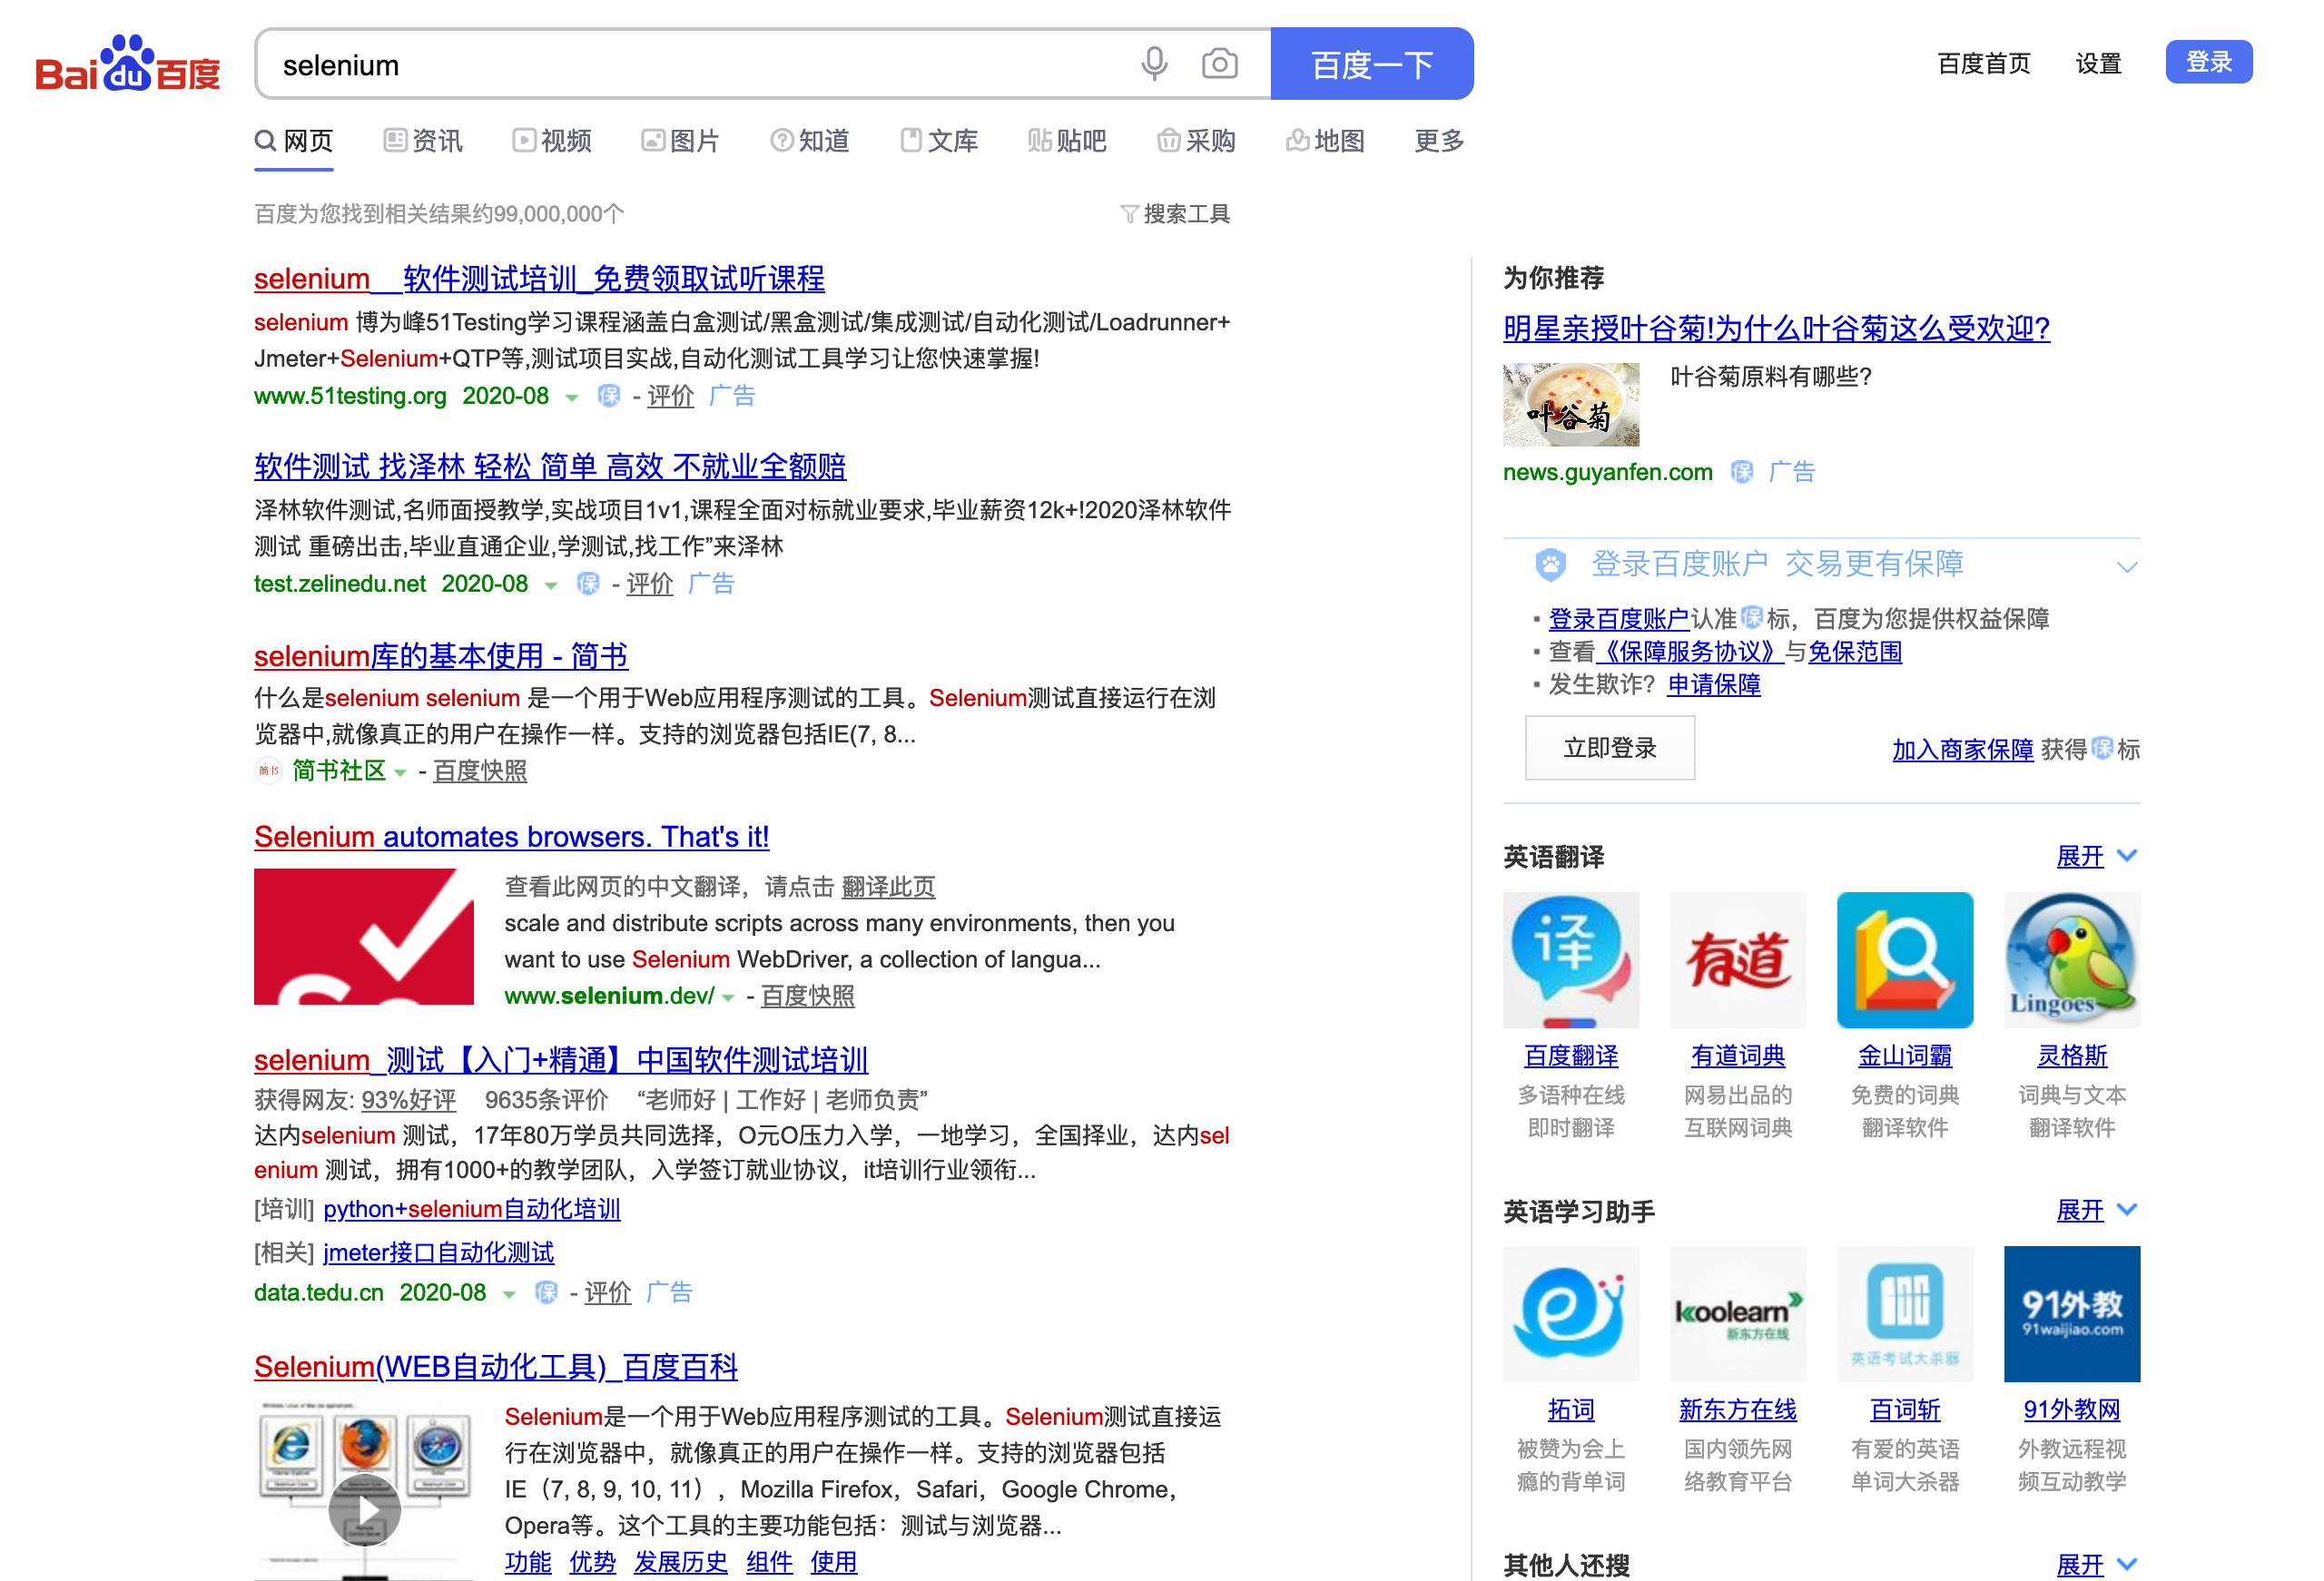 Baidu百度
selenium
百度一下
百度首页 设置 登录
网页 资讯 视频 图片 知道 文库 贴贴吧 采购 地图 更多
百度为您找到相关结果约99,000,000个
搜索工具
selenium__软件测试培训_免费领取试听课程
selenium 博为峰51Testing学习课程涵盖白盒测试/黑盒测试/集成测试/自动化测试/Loadrunner+
Jmeter+Selenium+QTP等,测试项目实战,自动化测试工具学习让您快速掌握!
www.51testing.org 2020-08 保 - 评价 广告
软件测试 找泽林 轻松 简单 高效 不就业全额赔
泽林软件测试,名师面授教学,实战项目1v1,课程全面对标就业要求,毕业薪资12k+!2020泽林软件
测试 重磅出击,毕业直通企业,学测试,找工作”来泽林
test.zelinedu.net 2020-08 保 - 评价 广告
selenium库的基本使用 - 简书
什么是selenium selenium 是一个用于Web应用程序测试的工具。Selenium测试直接运行在浏
览器中,就像真正的用户在操作一样。支持的浏览器包括IE(7, 8...
简书 简书社区 - 百度快照
Selenium automates browsers. That's it!
查看此网页的中文翻译，请点击 翻译此页
scale and distribute scripts across many environments, then you
want to use Selenium WebDriver, a collection of langua...
www.selenium.dev/ - 百度快照
selenium_测试【入门+精通】中国软件测试培训
获得网友: 93%好评 9635条评价 “老师好 | 工作好 | 老师负责”
达内selenium 测试，17年80万学员共同选择，O元O压力入学，一地学习，全国择业，达内sel
enium 测试，拥有1000+的教学团队，入学签订就业协议，it培训行业领衔...
[培训] python+selenium自动化培训
[相关] jmeter接口自动化测试
data.tedu.cn 2020-08 保 - 评价 广告
Selenium(WEB自动化工具)_百度百科
Selenium是一个用于Web应用程序测试的工具。Selenium测试直接运
行在浏览器中，就像真正的用户在操作一样。支持的浏览器包括
IE（7, 8, 9, 10, 11），Mozilla Firefox，Safari，Google Chrome，
Opera等。这个工具的主要功能包括：测试与浏览器...
功能 优势 发展历史 组件 使用
为你推荐
明星亲授叶谷菊!为什么叶谷菊这么受欢迎?
叶谷菊
叶谷菊原料有哪些?
news.guyanfen.com 保 广告
登录百度账户 交易更有保障
▪ 登录百度账户认准保标，百度为您提供权益保障
▪ 查看《保障服务协议》与免保范围
▪ 发生欺诈？申请保障
立即登录
加入商家保障 获得保标
英语翻译 展开
译 有道 Lingoes
百度翻译 有道词典 金山词霸 灵格斯
多语种在线 网易出品的 免费的词典 词典与文本
即时翻译 互联网词典 翻译软件 翻译软件
英语学习助手 展开
koolearn 新东方在线
英语考试大杀器
91外教
91waijiao.com
拓词 新东方在线 百词斩 91外教网
被赞为会上 国内领先网 有爱的英语 外教远程视
瘾的背单词 络教育平台 单词大杀器 频互动教学
其他人还搜 展开